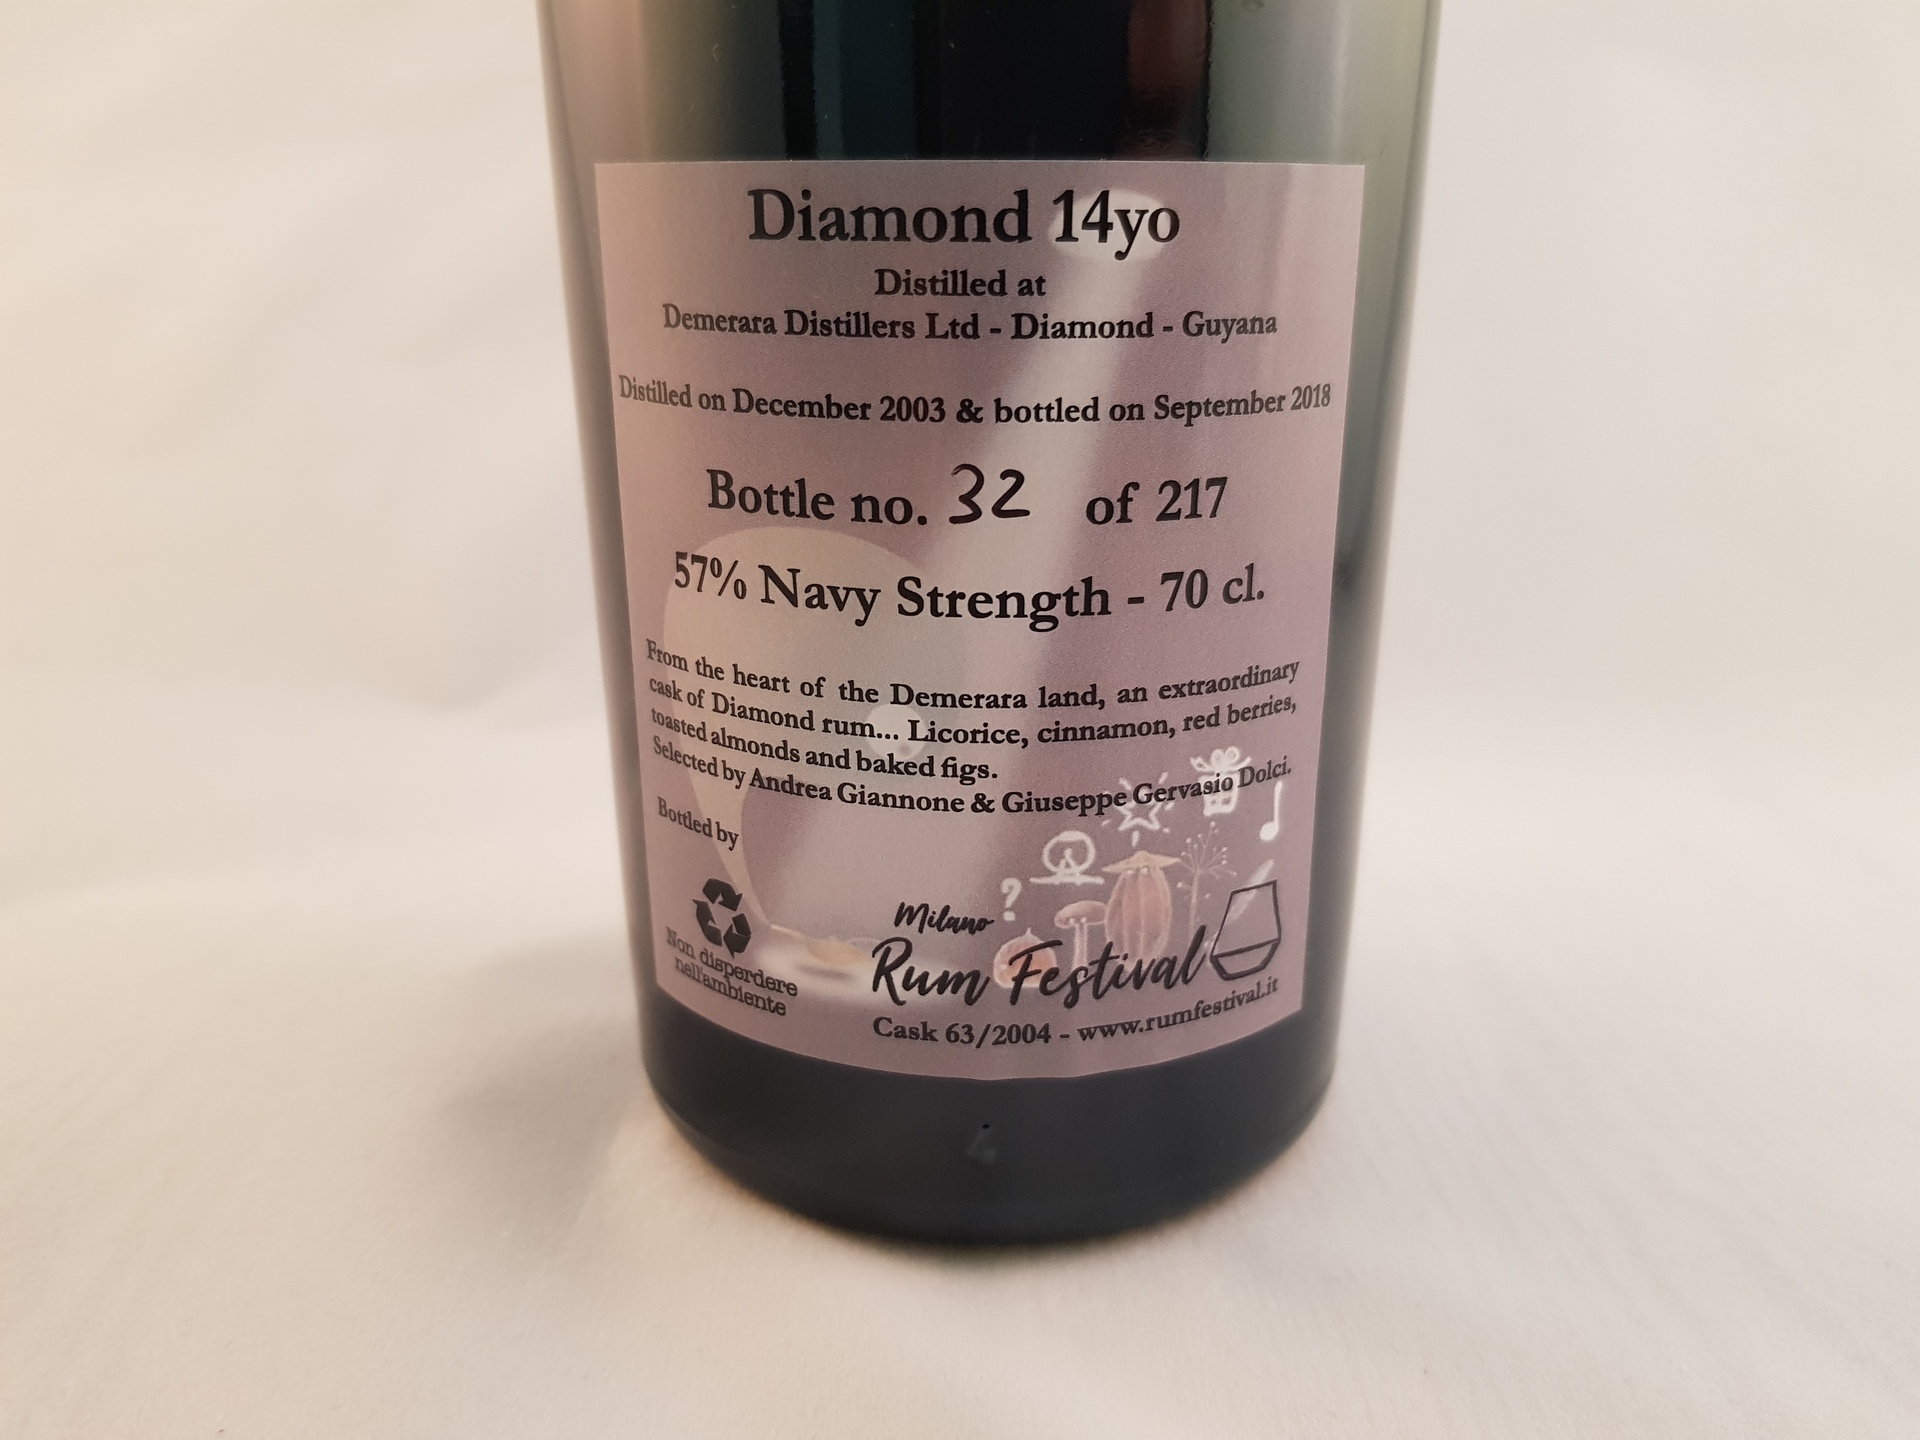 Diamond 14yo
Distilled at
Demerara Distillers Ltd - Diamond - Guyana
Distilled on December 2003 & bottled on September 2018
Bottle no. 32 of 217
57% Navy Strength - 70 cl.
From the heart of the Demerara land, an extraordinary
cask of Diamond rum... Licorice, cinnamon, red berries,
toasted almonds and baked figs.
Selected by Andrea Giannone & Giuseppe Gervasio Dolci.
Bottled by
?
Milano
Rum Festival
Non disperdere
nell'ambiente
Cask 63/2004 - www.rumfestival.it